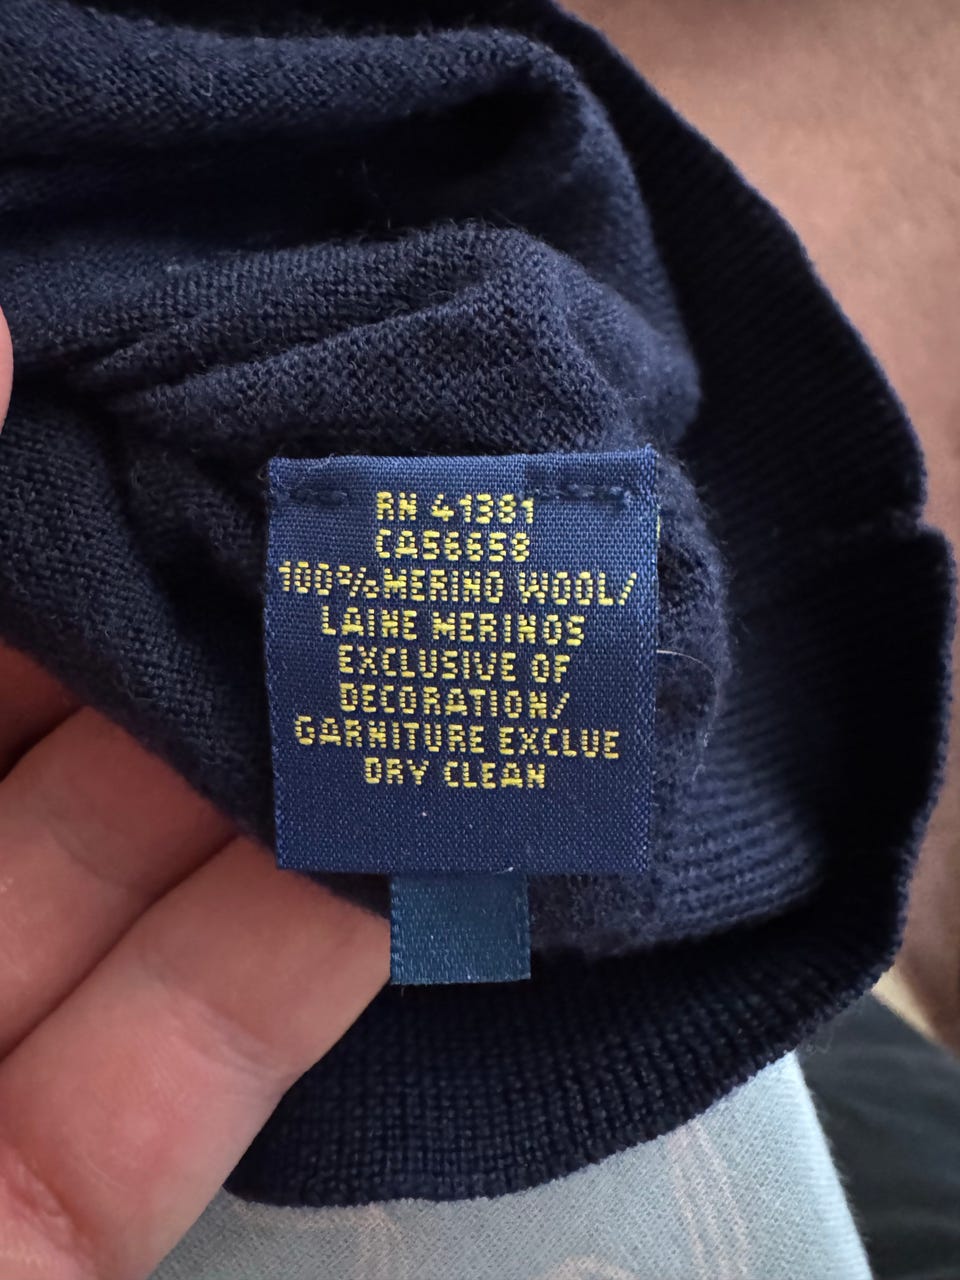 RN 41381
CA56658
100%MERINO WOOL/
LAINE MERINOS
EXCLUSIVE OF
DECORATION/
GARNITURE EXCLUE
DRY CLEAN